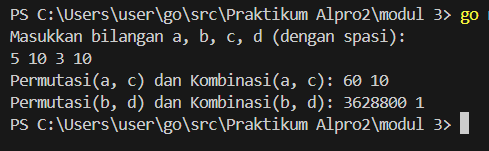 PS C:\Users\user\go\src\Praktikum Alpro2\modul 3> go
Masukkan bilangan a, b, c, d (dengan spasi):
5 10 3 10
Permutasi(a, c) dan Kombinasi(a, c): 60 10
Permutasi(b, d) dan Kombinasi(b, d): 3628800 1
PS C:\Users\user\go\src\Praktikum Alpro2\modul 3>